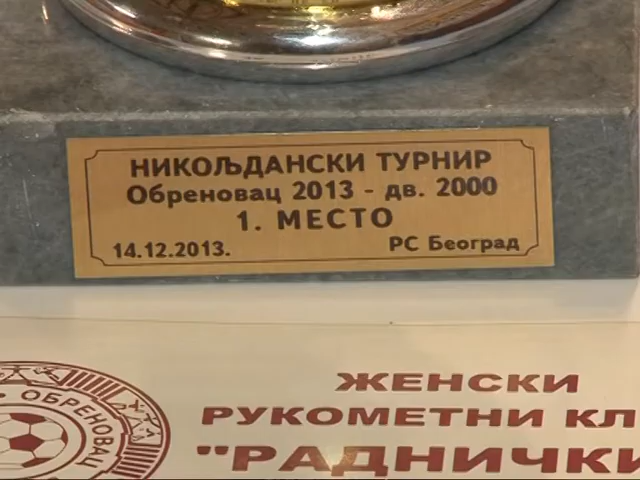 НИКОЉДАНСКИ ТУРНИР
Обреновац 2013 - дв. 2000
1. МЕСТО
14.12.2013. РС Београд
ОБРЕНОВАЦ
ЖЕНСКИ
РУКОМЕТНИ КЛ
"РАДНИЧКИ